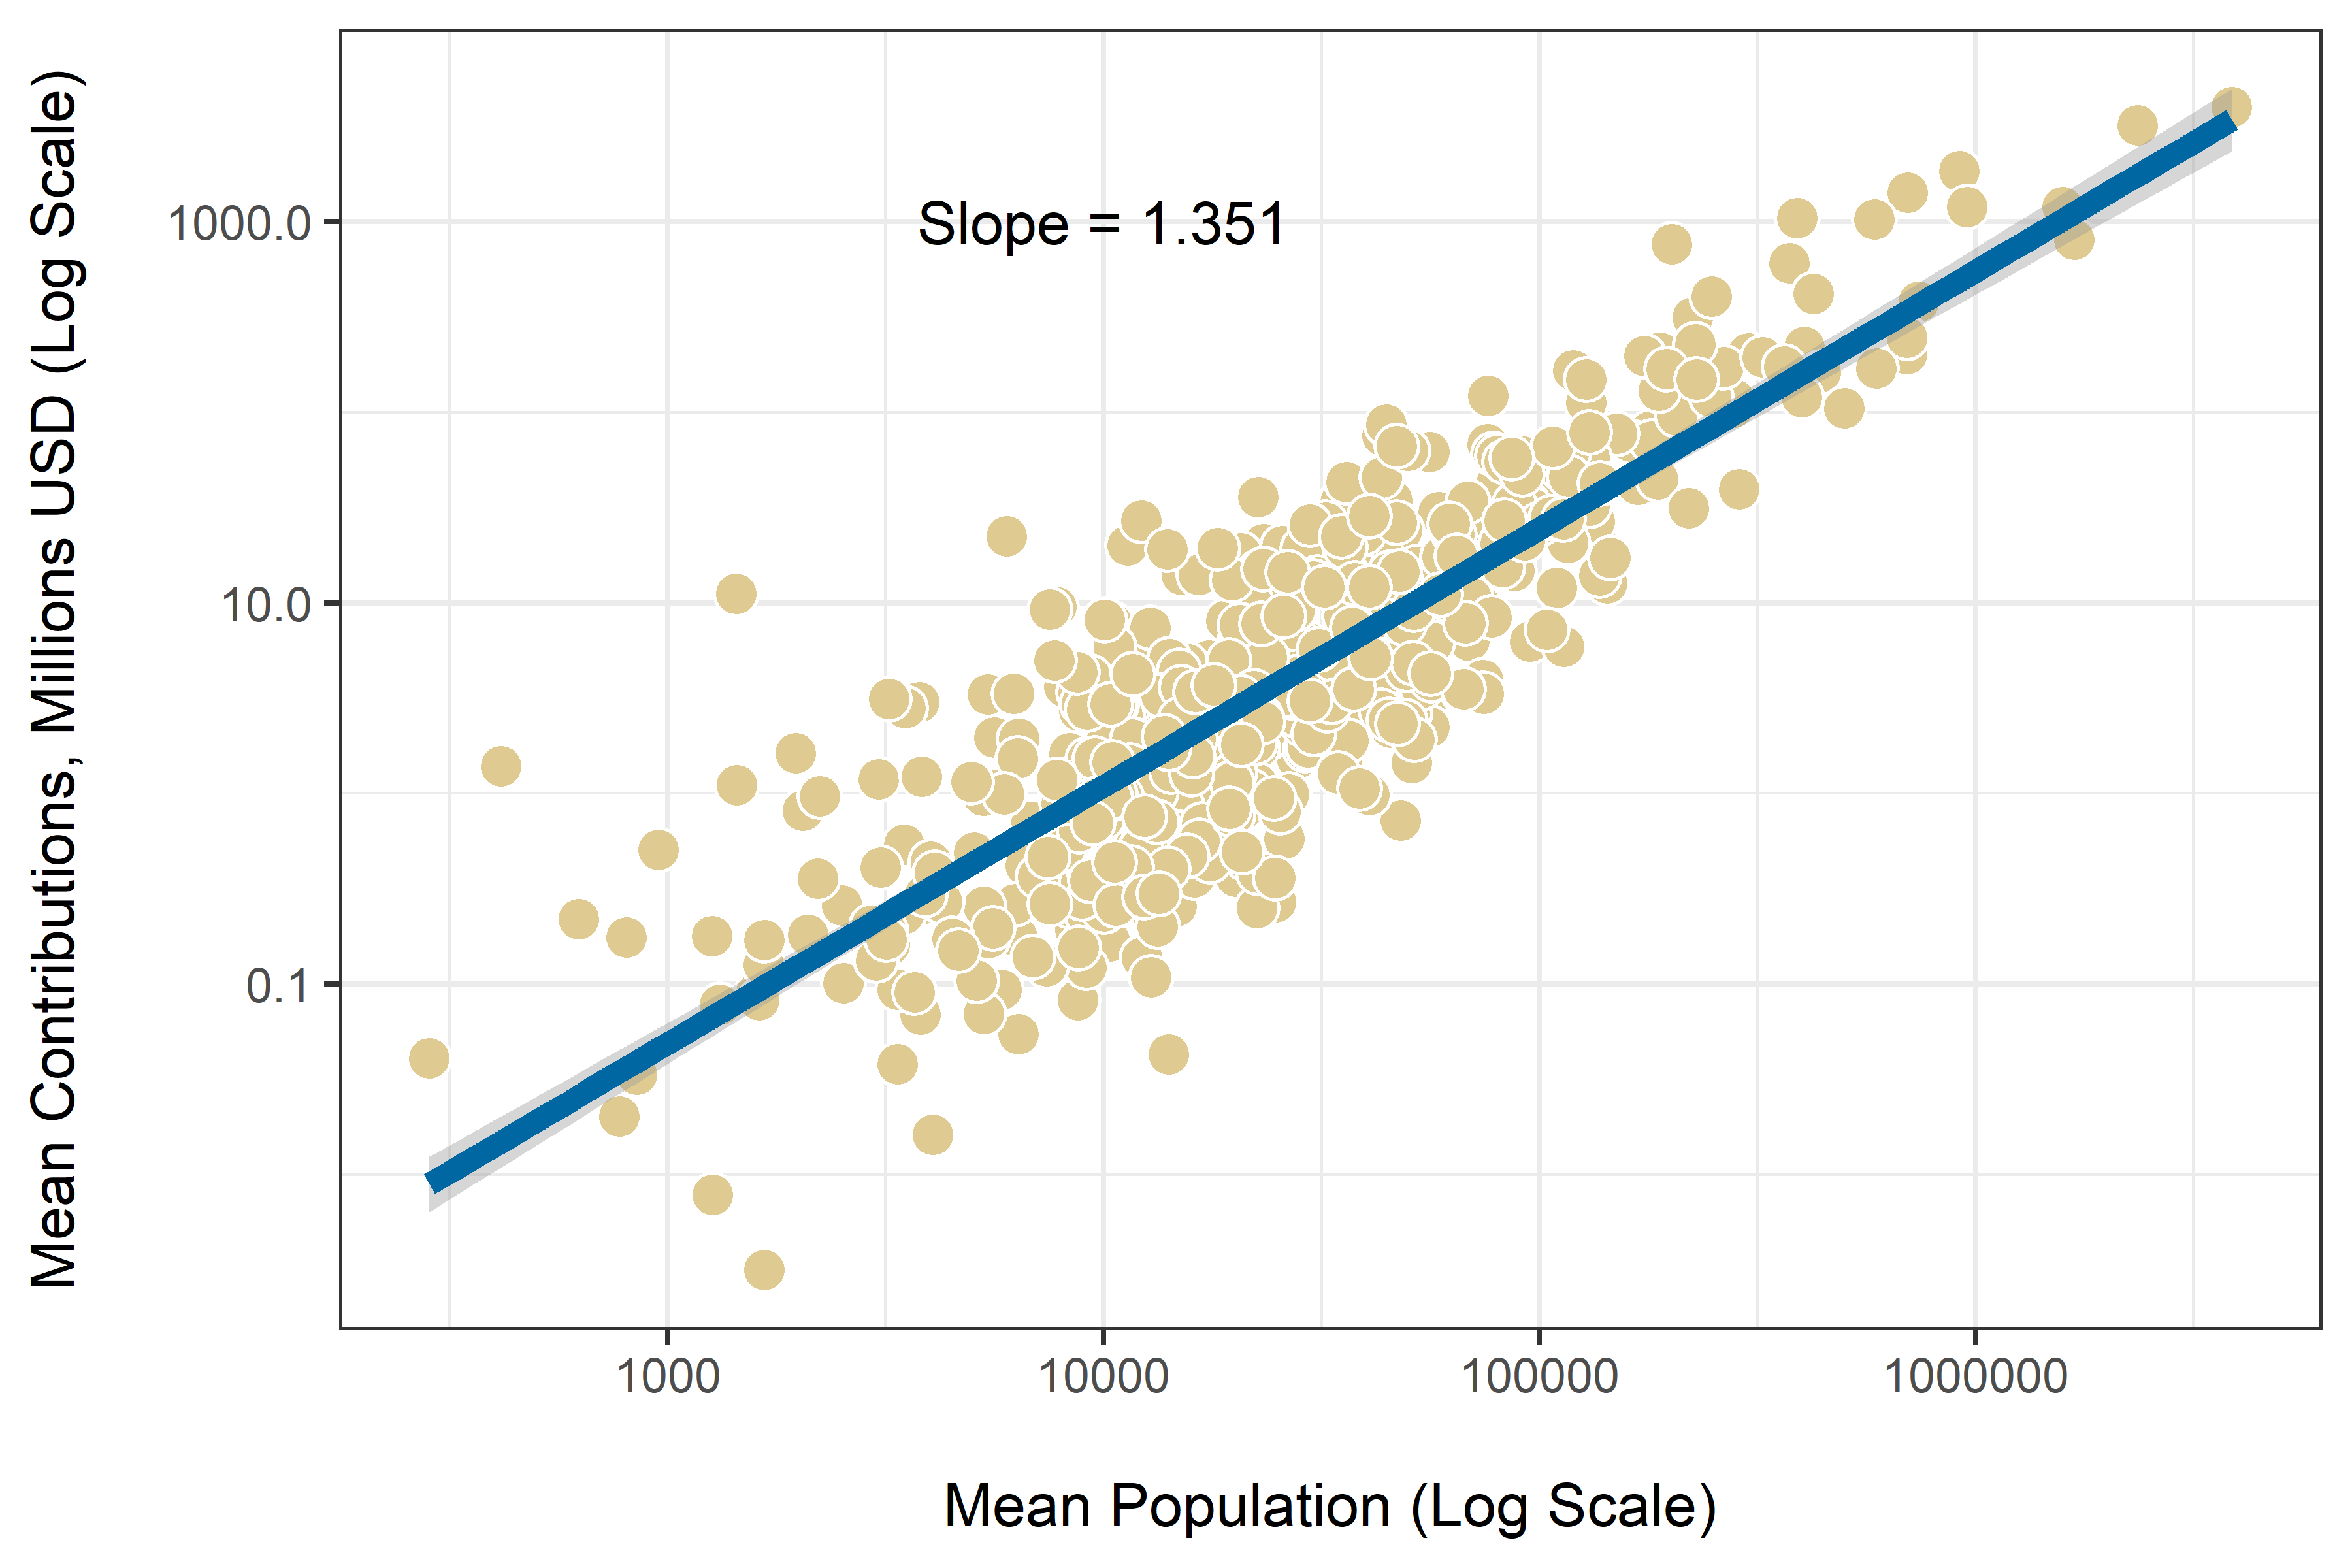 Mean Contributions, Millions USD (Log Scale)
1000.0
10.0
0.1
Slope = 1.351
1000
10000
100000
1000000
Mean Population (Log Scale)